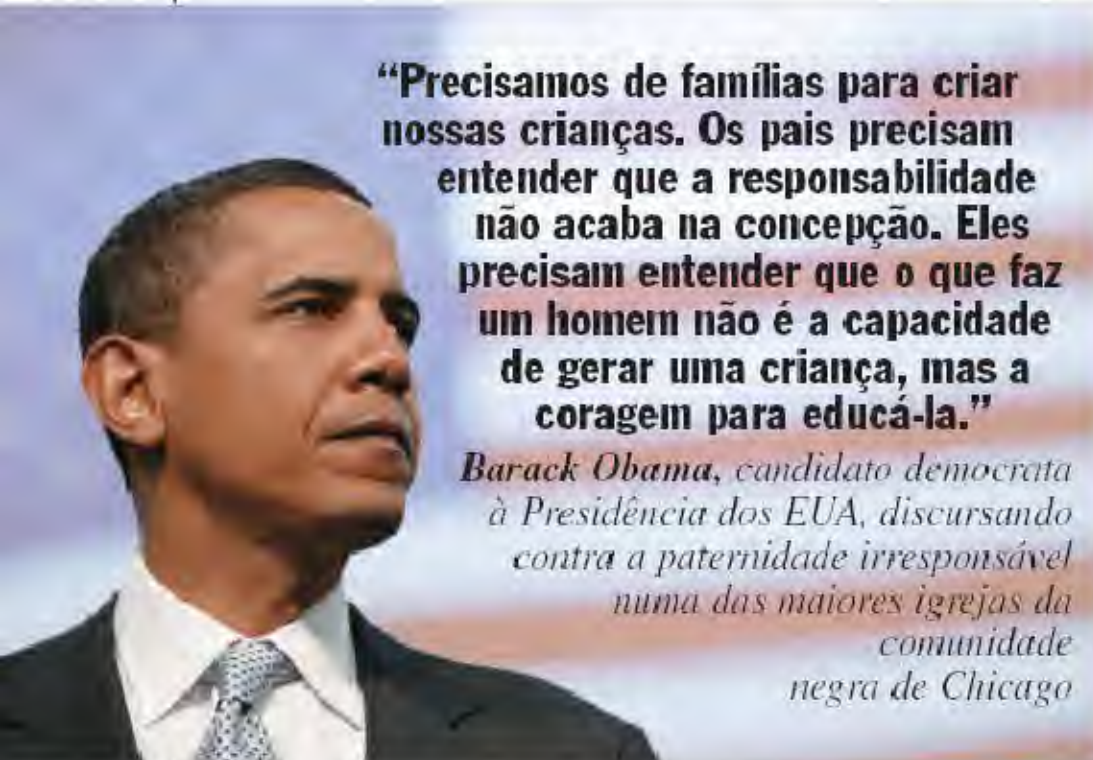 “Precisamos de famílias para criar
nossas crianças. Os pais precisam
entender que a responsabilidade
não acaba na concepção. Eles
precisam entender que o que faz
um homem não é a capacidade
de gerar uma criança, mas a
coragem para educá-la.”
Barack Obama, candidato democrata
à Presidência dos EUA, discursando
contra a paternidade irresponsável
numa das maiores igrejas da
comunidade
negra de Chicago